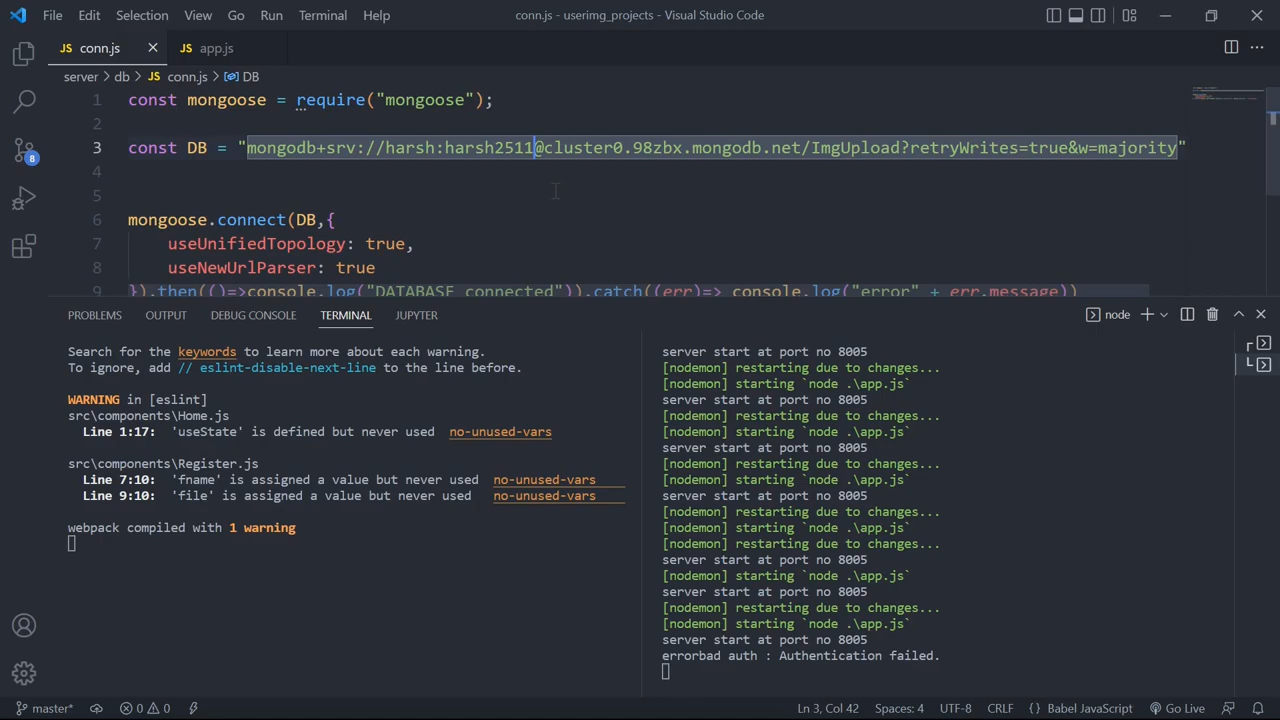 File Edit Selection View Go Run Terminal Help conn.js - userimg_projects - Visual Studio Code
JS conn.js JS app.js
server > db > JS conn.js > DB
1 const mongoose = require("mongoose");
2
3 const DB = "mongodb+srv://harsh:harsh2511@cluster0.98zbx.mongodb.net/ImgUpload?retryWrites=true&w=majority"
4
5
6 mongoose.connect(DB,{
7 useUnifiedTopology: true,
8 useNewUrlParser: true
9 }).then(()=>console.log("DATABASE connected")).catch((err)=> console.log("error" + err.message))
8
PROBLEMS OUTPUT DEBUG CONSOLE TERMINAL JUPYTER node
Search for the keywords to learn more about each warning.
To ignore, add // eslint-disable-next-line to the line before.
WARNING in [eslint]
src\components\Home.js
Line 1:17: 'useState' is defined but never used no-unused-vars
src\components\Register.js
Line 7:10: 'fname' is assigned a value but never used no-unused-vars
Line 9:10: 'file' is assigned a value but never used no-unused-vars
webpack compiled with 1 warning
server start at port no 8005
[nodemon] restarting due to changes...
[nodemon] starting `node .\app.js`
server start at port no 8005
[nodemon] restarting due to changes...
[nodemon] starting `node .\app.js`
server start at port no 8005
[nodemon] restarting due to changes...
[nodemon] starting `node .\app.js`
server start at port no 8005
[nodemon] restarting due to changes...
[nodemon] starting `node .\app.js`
[nodemon] restarting due to changes...
server start at port no 8005
[nodemon] starting `node .\app.js`
server start at port no 8005
[nodemon] restarting due to changes...
[nodemon] starting `node .\app.js`
server start at port no 8005
errorbad auth : Authentication failed.
master* 0 0 Ln 3, Col 42 Spaces: 4 UTF-8 CRLF {} Babel JavaScript Go Live